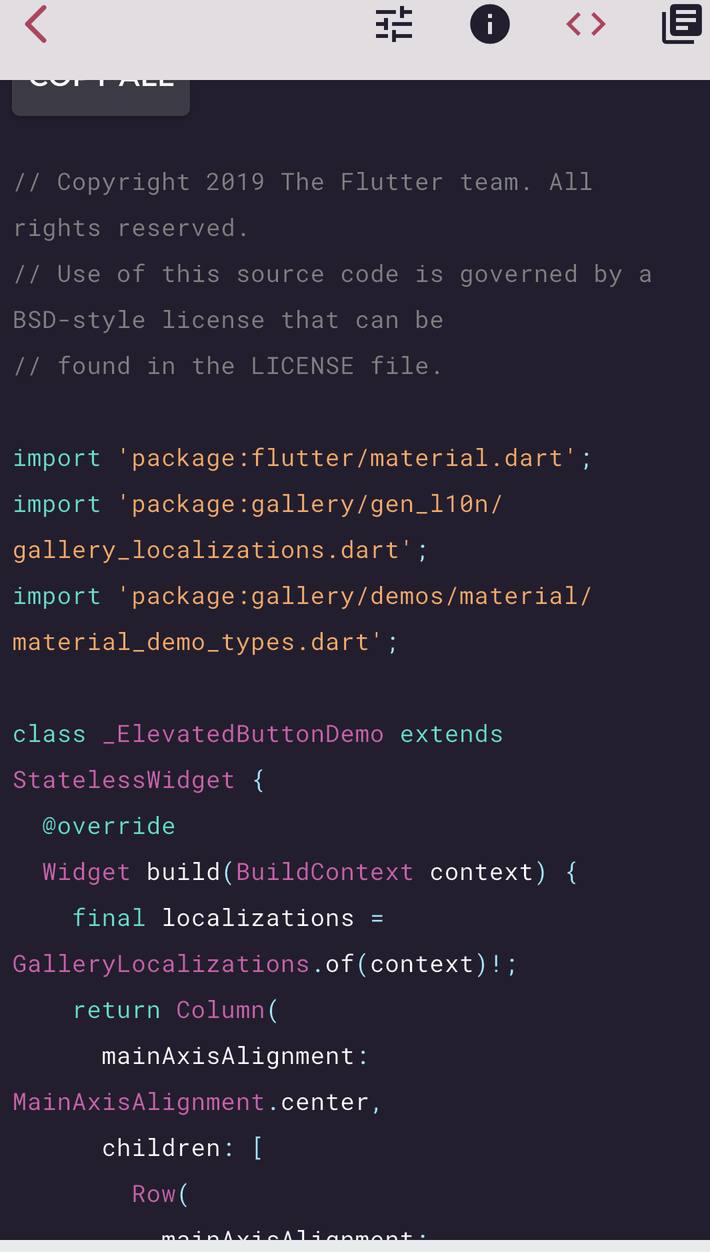 COPY ALL
// Copyright 2019 The Flutter team. All
rights reserved.
// Use of this source code is governed by a
BSD-style license that can be
// found in the LICENSE file.
import 'package:flutter/material.dart';
import 'package:gallery/gen_l10n/
gallery_localizations.dart';
import 'package:gallery/demos/material/
material_demo_types.dart';
class _ElevatedButtonDemo extends
StatelessWidget {
  @override
  Widget build(BuildContext context) {
    final localizations =
GalleryLocalizations.of(context)!;
    return Column(
      mainAxisAlignment:
MainAxisAlignment.center,
      children: [
        Row(
          mainAxisAlignment: